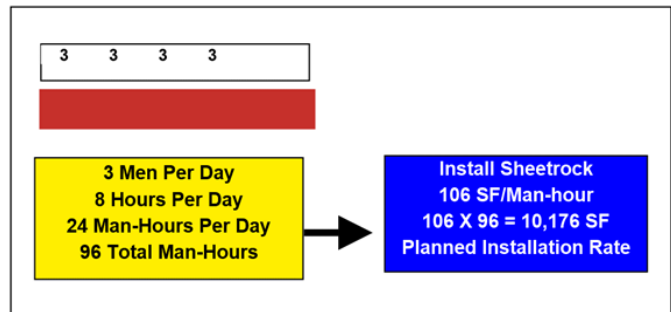 3 3 3 3
3 Men Per Day
8 Hours Per Day
24 Man-Hours Per Day
96 Total Man-Hours
Install Sheetrock
106 SF/Man-hour
106 X 96 = 10,176 SF
Planned Installation Rate